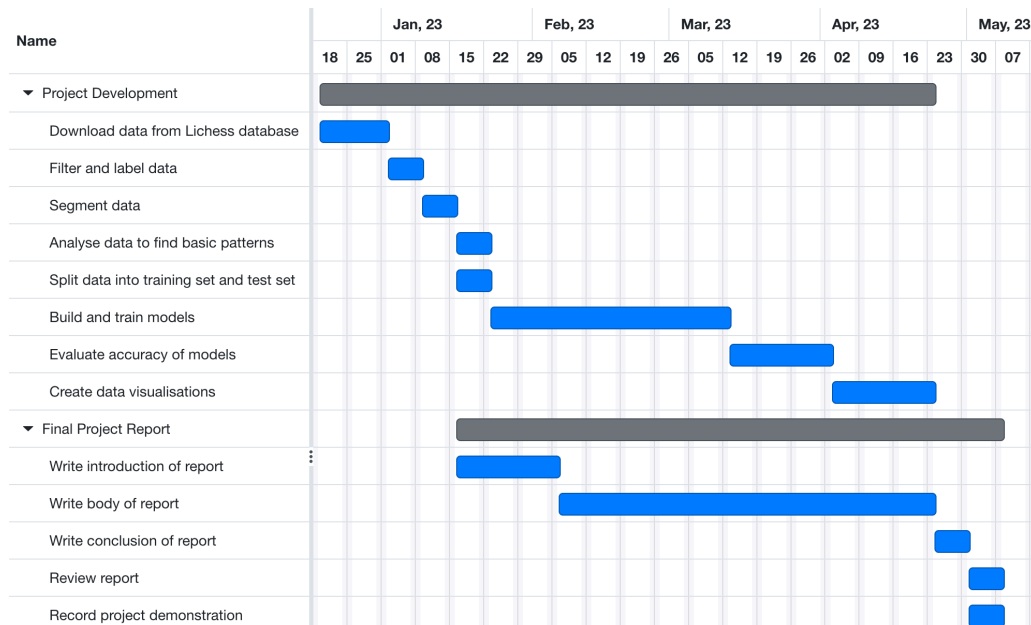 Name
Jan, 23 Feb, 23 Mar, 23 Apr, 23 May, 23
18 25 01 08 15 22 29 05 12 19 26 05 12 19 26 02 09 16 23 30 07
Project Development
Download data from Lichess database
Filter and label data
Segment data
Analyse data to find basic patterns
Split data into training set and test set
Build and train models
Evaluate accuracy of models
Create data visualisations
Final Project Report
Write introduction of report
Write body of report
Write conclusion of report
Review report
Record project demonstration